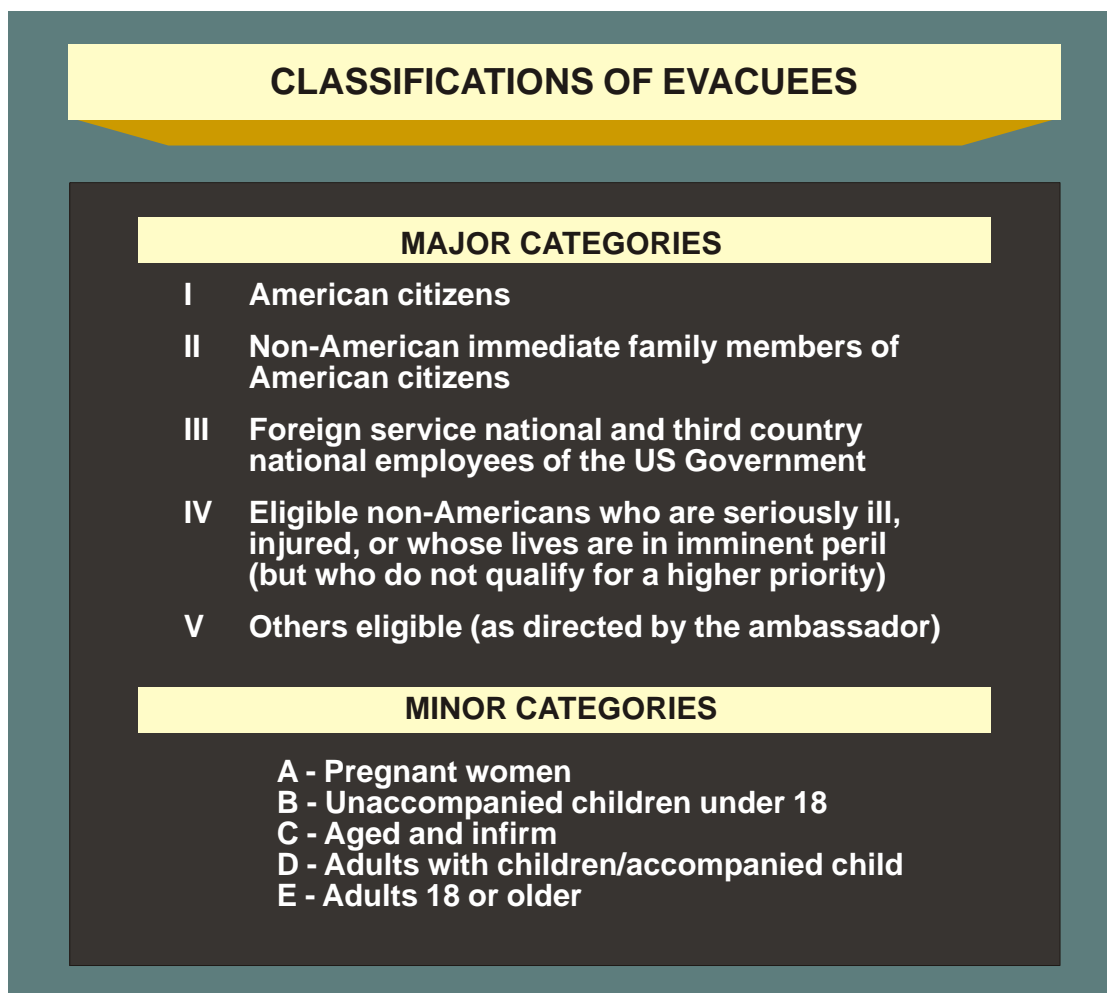 CLASSIFICATIONS OF EVACUEES
MAJOR CATEGORIES
I American citizens
II Non-American immediate family members of
American citizens
III Foreign service national and third country
national employees of the US Government
IV Eligible non-Americans who are seriously ill,
injured, or whose lives are in imminent peril
(but who do not qualify for a higher priority)
V Others eligible (as directed by the ambassador)
MINOR CATEGORIES
A - Pregnant women
B - Unaccompanied children under 18
C - Aged and infirm
D - Adults with children/accompanied child
E - Adults 18 or older